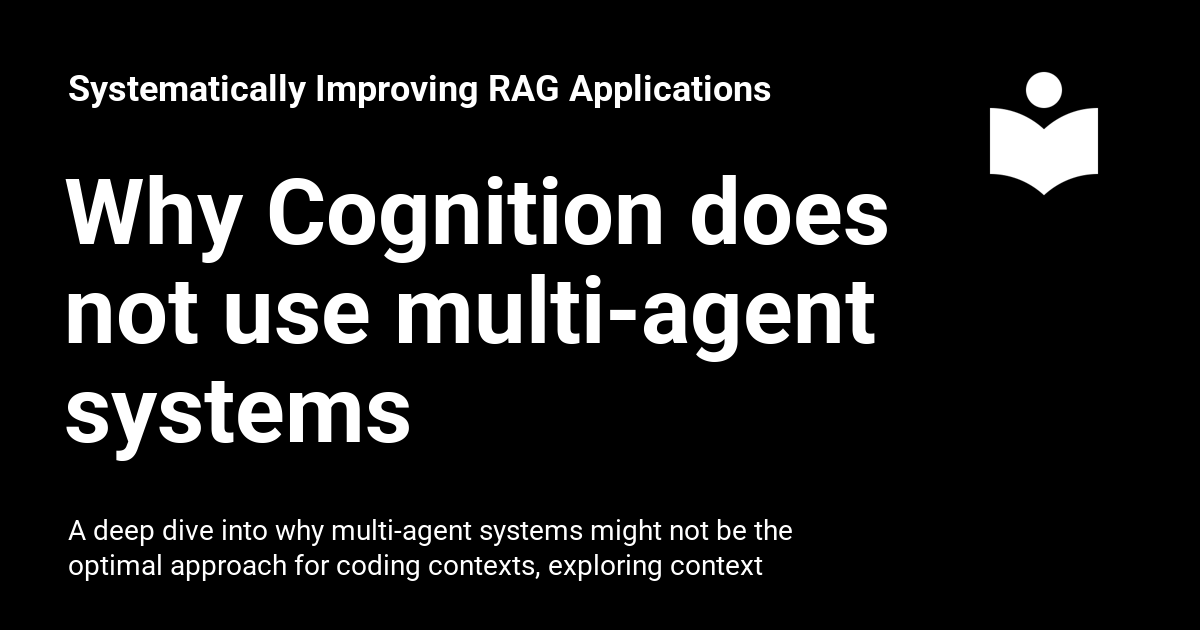 Systematically Improving RAG Applications
Why Cognition does
not use multi-agent
systems
A deep dive into why multi-agent systems might not be the
optimal approach for coding contexts, exploring context